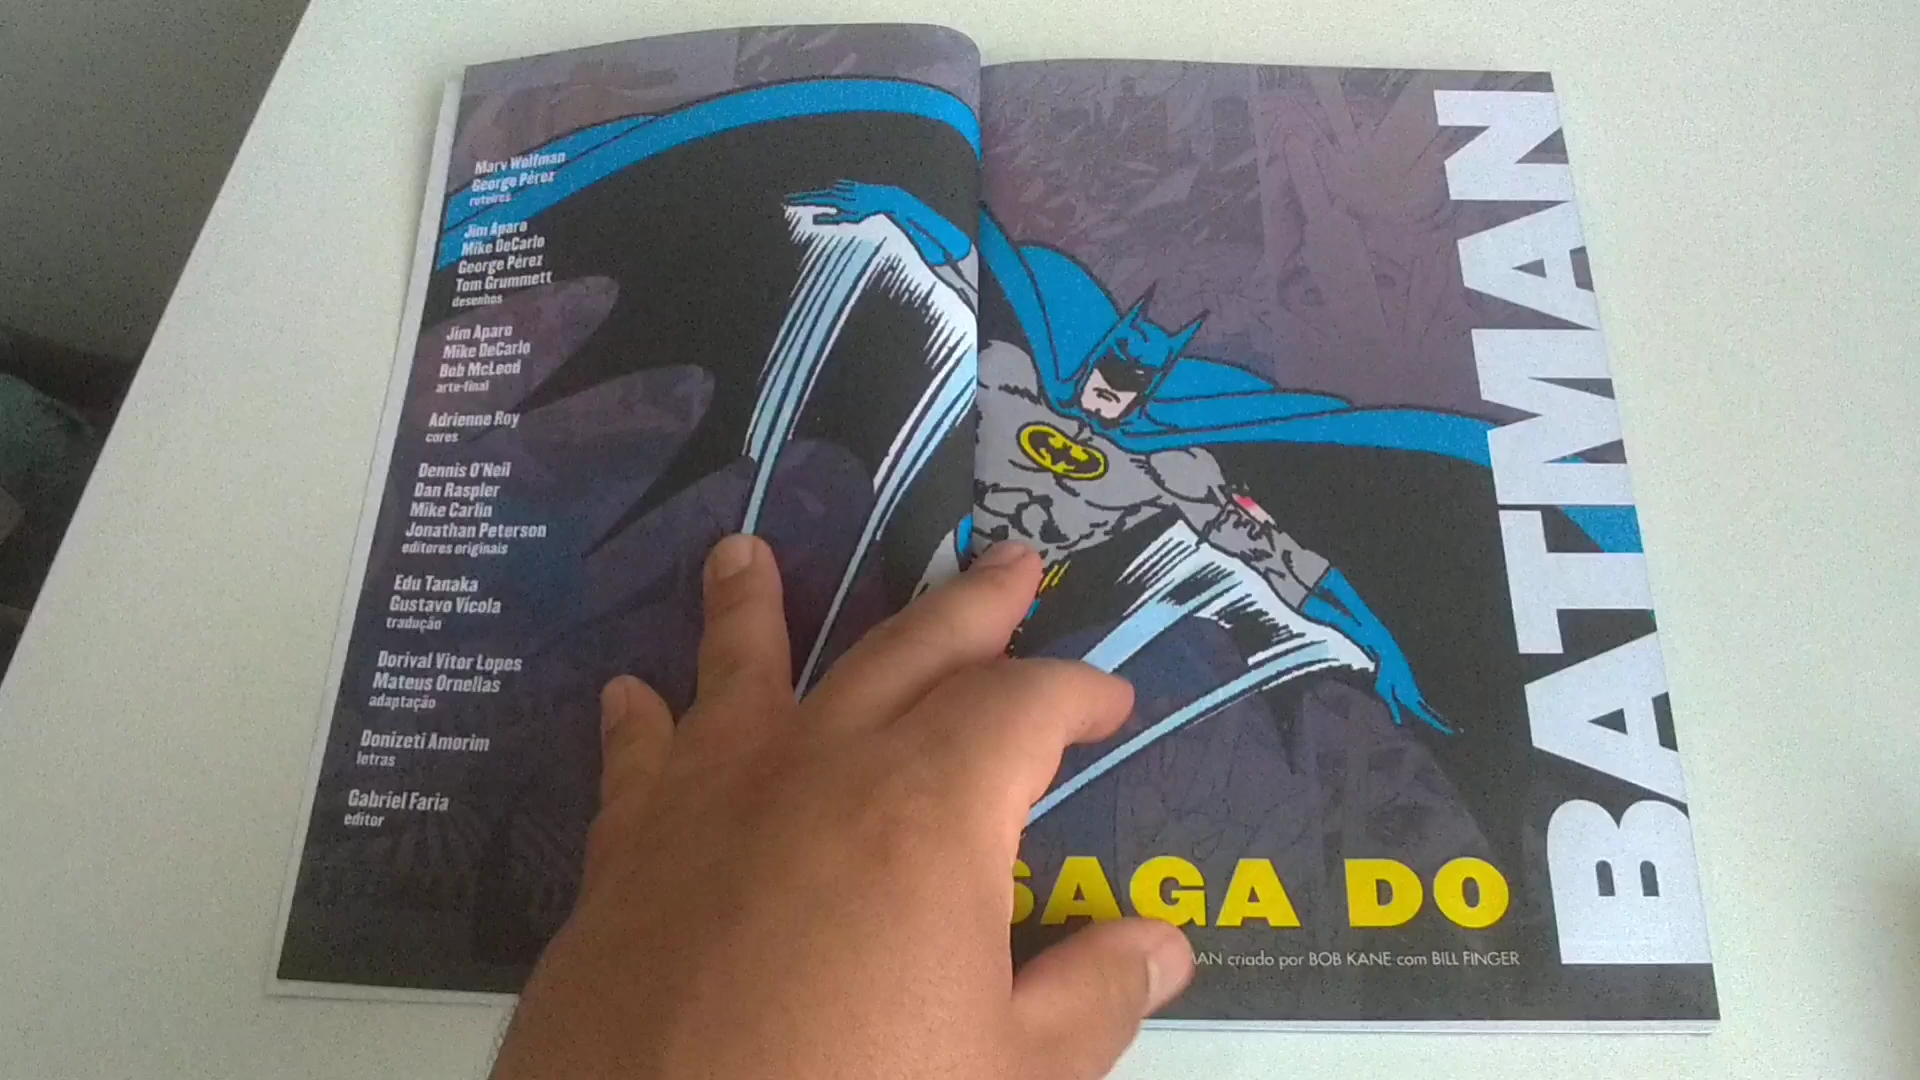 Marv Wolfman
George Pérez
roteiros
Jim Aparo
Mike DeCarlo
George Pérez
Tom Grummett
desenhos
Jim Aparo
Mike DeCarlo
Bob McLeod
arte-final
Adrienne Roy
cores
Dennis O'Neil
Dan Raspler
Mike Carlin
Jonathan Peterson
editores originais
Edu Tanaka
Gustavo Vícola
tradução
Dorival Vitor Lopes
Mateus Ornellas
adaptação
Donizeti Amorim
letras
Gabriel Faria
editor
SAGA DO
BATMAN
MAN criado por BOB KANE com BILL FINGER